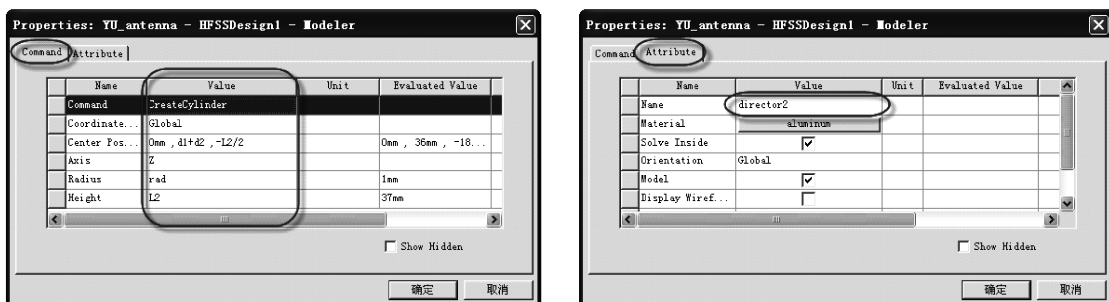 Properties: YU_antenna - HFSSDesign1 - Modeler
Command Attribute
Name Value Unit Evaluated Value
Command CreateCylinder
Coordinate... Global
Center Pos... 0mm ,d1+d2 ,-L2/2 0mm , 36mm , -18...
Axis Z
Radius rad 1mm
Height L2 37mm
Show Hidden
确定 取消
Properties: YU_antenna - HFSSDesign1 - Modeler
Command Attribute
Name Value Unit Evaluated Value
Name director2
Material aluminum
Solve Inside
Orientation Global
Model
Display Wiref...
Show Hidden
确定 取消